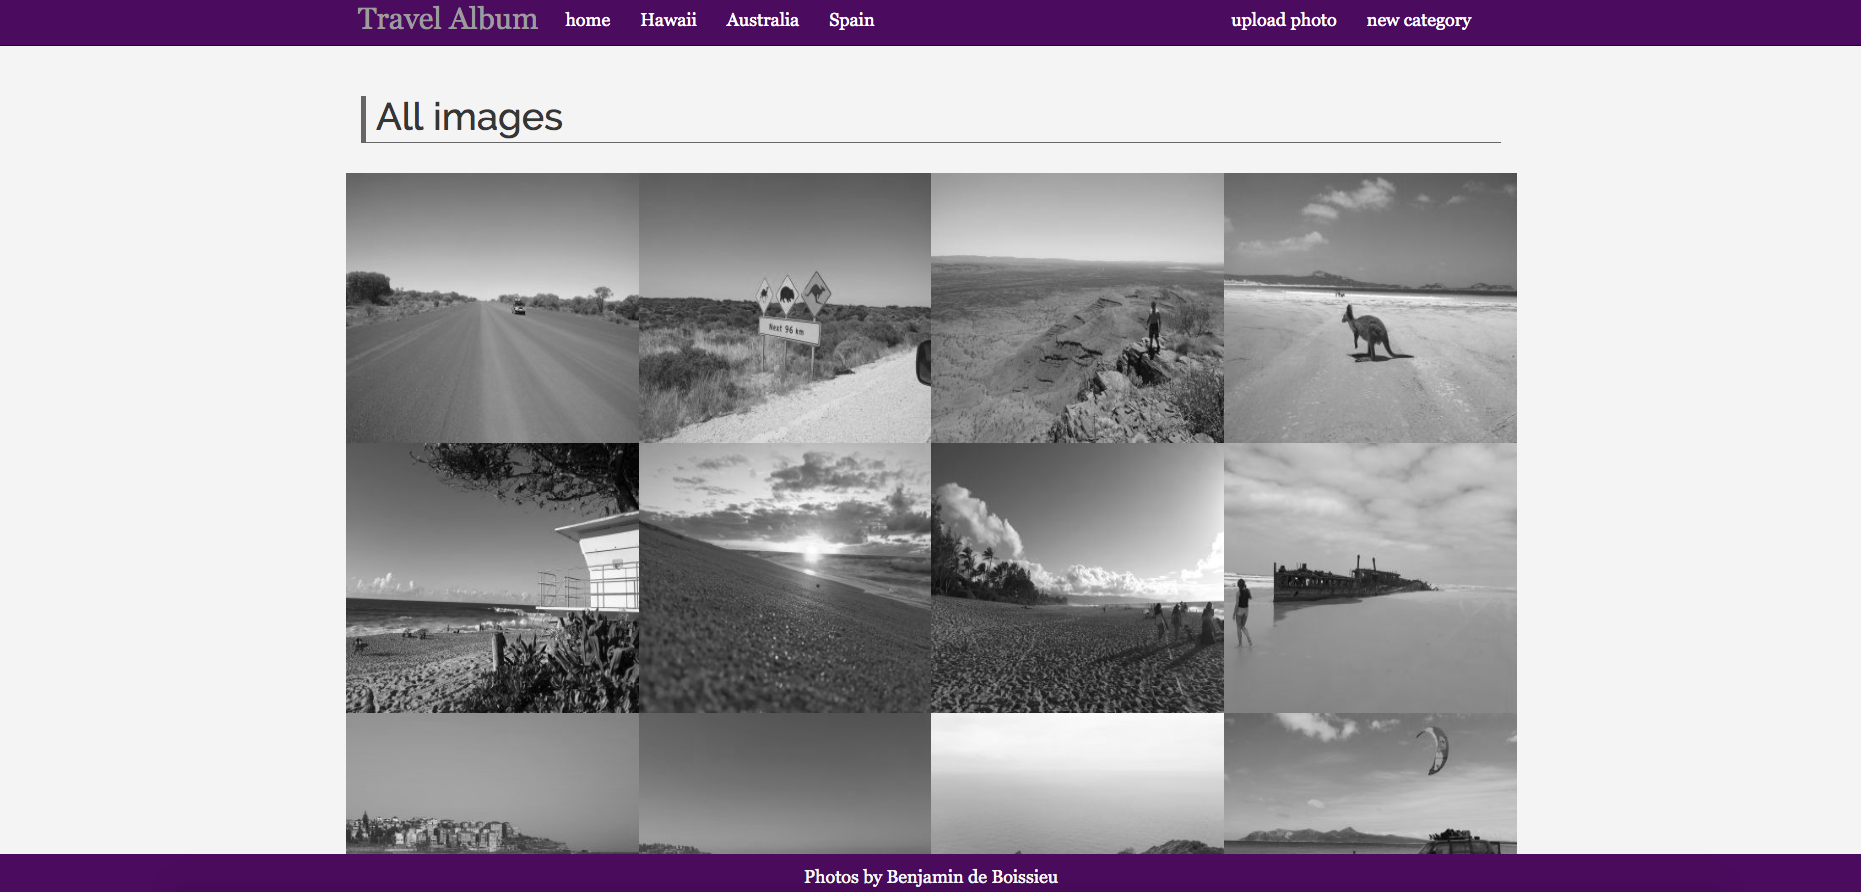 Travel Album home Hawaii Australia Spain upload photo new category
All images
Next 96 km
Photos by Benjamin de Boissieu